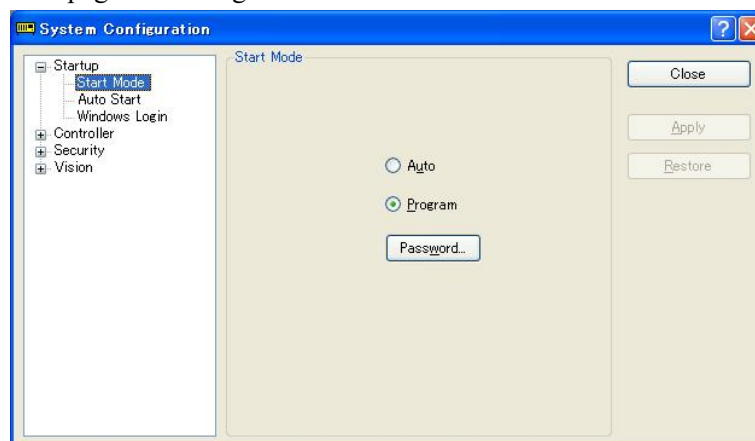 System Configuration
Startup
Start Mode
Auto Start
Windows Login
Controller
Security
Vision
Start Mode
Auto
Program
Password...
Close
Apply
Restore